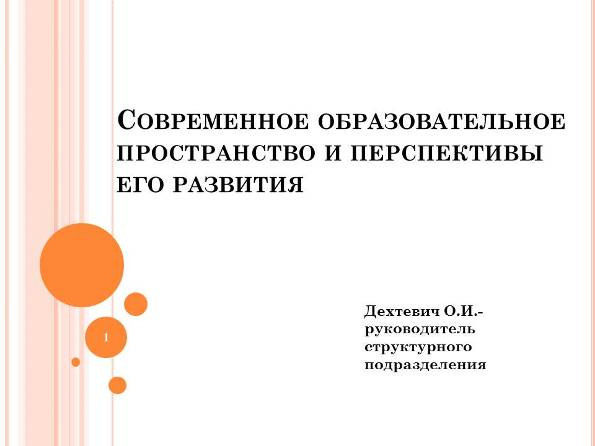 Современное образовательное
пространство и перспективы
его развития
Дехтевич О.И.-
руководитель
структурного
подразделения
1